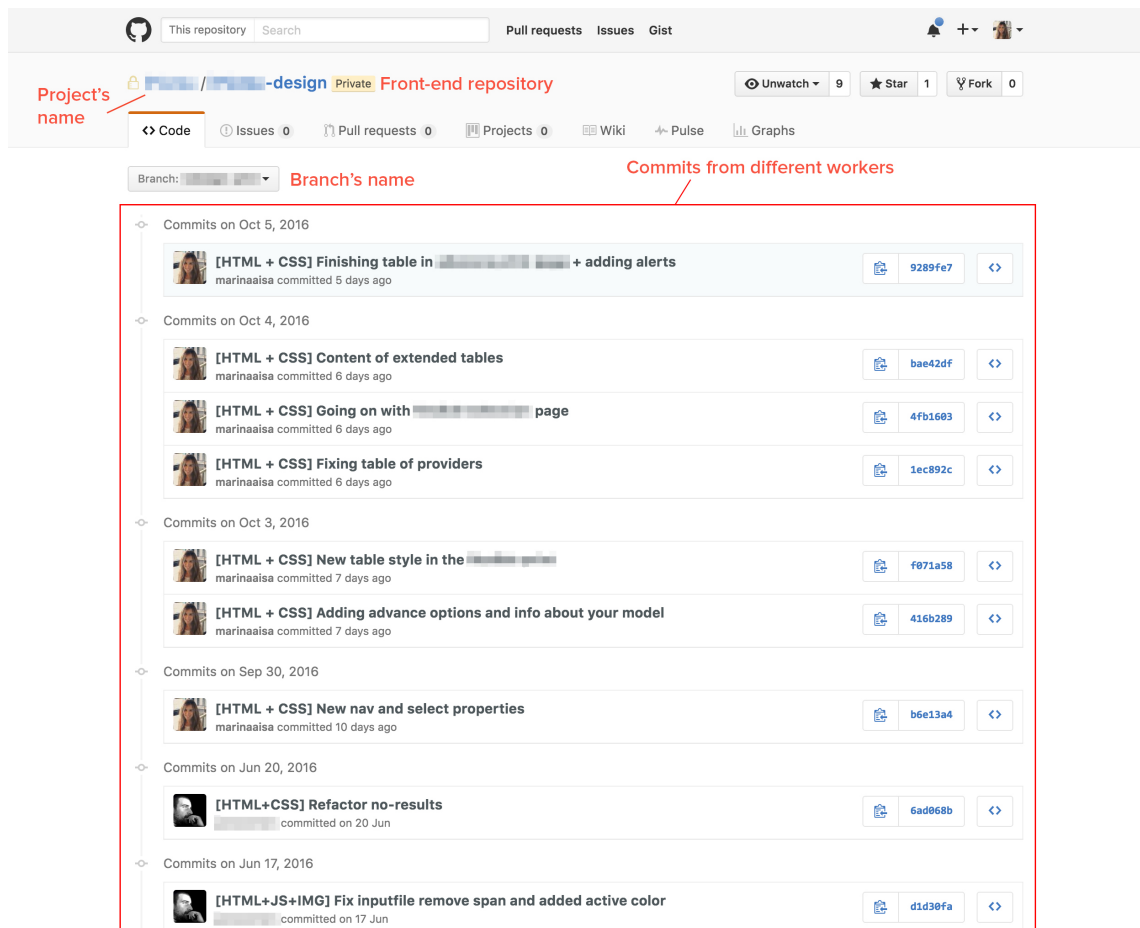 This repository Search Pull requests Issues Gist
/ -design Private Front-end repository Unwatch 9 Star 1 Fork 0
Project's
name
Code Issues 0 Pull requests 0 Projects 0 Wiki Pulse Graphs
Commits from different workers
Branch: Branch's name
Commits on Oct 5, 2016
[HTML + CSS] Finishing table in + adding alerts
marinaaisa committed 5 days ago
9289fe7
Commits on Oct 4, 2016
[HTML + CSS] Content of extended tables
marinaaisa committed 6 days ago
bae42df
[HTML + CSS] Going on with page
marinaaisa committed 6 days ago
4fb1603
[HTML + CSS] Fixing table of providers
marinaaisa committed 6 days ago
1ec892c
Commits on Oct 3, 2016
[HTML + CSS] New table style in the
marinaaisa committed 7 days ago
f071a58
[HTML + CSS] Adding advance options and info about your model
marinaaisa committed 7 days ago
416b289
Commits on Sep 30, 2016
[HTML + CSS] New nav and select properties
marinaaisa committed 10 days ago
b6e13a4
Commits on Jun 20, 2016
[HTML+CSS] Refactor no-results
committed on 20 Jun
6ad068b
Commits on Jun 17, 2016
[HTML+JS+IMG] Fix inputfile remove span and added active color
committed on 17 Jun
d1d30fa